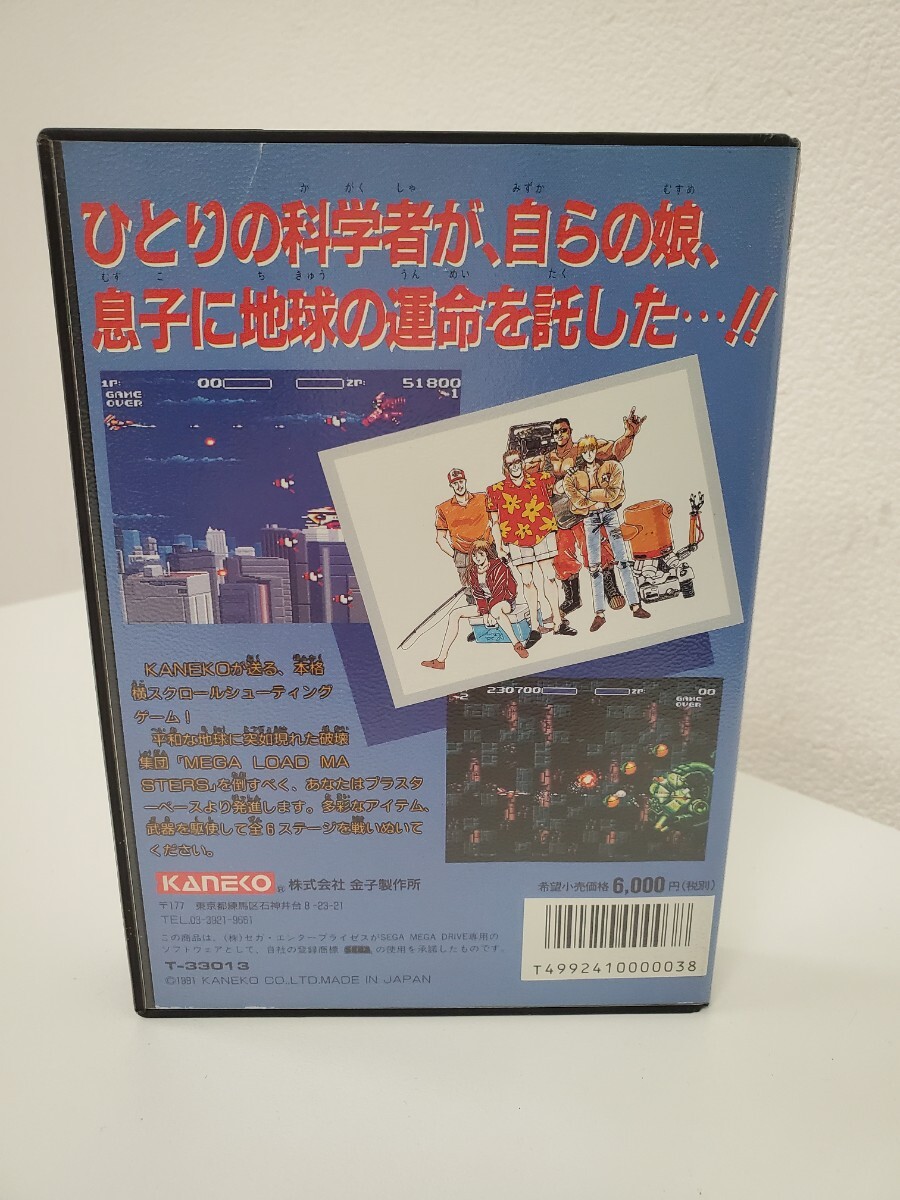 ひとりの科学者が、自らの娘、
息子に地球の運命を託した…!!
か がく しゃ みずか むすめ
むす こ ち きゅう うん めい たく
1P: 00 2P: 51800
GAME OVER
1
2 230700 2P: 00
GAME OVER
KANEKOが送る、本格
横スクロールシューティング
ゲーム!
平和な地球に突如現れた破壊
集団「MEGA LOAD MA
STERS」を倒すべく、あなたはブラスタ
ーベースより発進します。多彩なアイテム、
武器を駆使して全6ステージを戦いぬいて
ください。
KANEKO® 株式会社 金子製作所
〒177 東京都練馬区石神井台8-23-21
TEL.03-3921-9661
希望小売価格 6,000円(税別)
この商品は、(株)セガ・エンタープライゼスがSEGA MEGA DRIVE専用の
ソフトウェアとして、自社の登録商標 SEGA の使用を承認したものです。
T-33013
©1991 KANEKO CO.,LTD.MADE IN JAPAN
T4992410000038